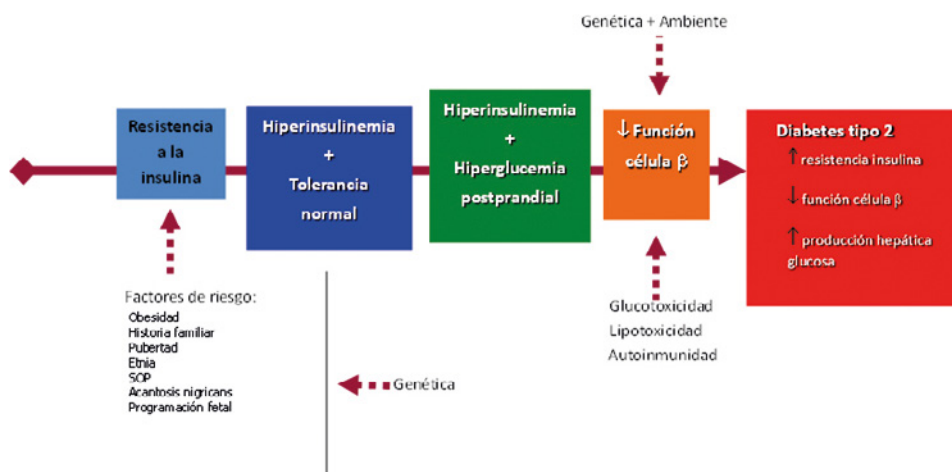 Genética + Ambiente
Resistencia
a la
insulina
Hiperinsulinemia
+
Tolerancia
normal
Hiperinsulinemia
+
Hiperglucemia
postprandial
↓ Función
célula β
Diabetes tipo 2
↑ resistencia insulina
↓ función célula β
↑ producción hepática
glucosa
Factores de riesgo:
Obesidad
Historia familiar
Pubertad
Etnia
SOP
Acantosis nigricans
Programación fetal
Genética
Glucotoxicidad
Lipotoxicidad
Autoinmunidad